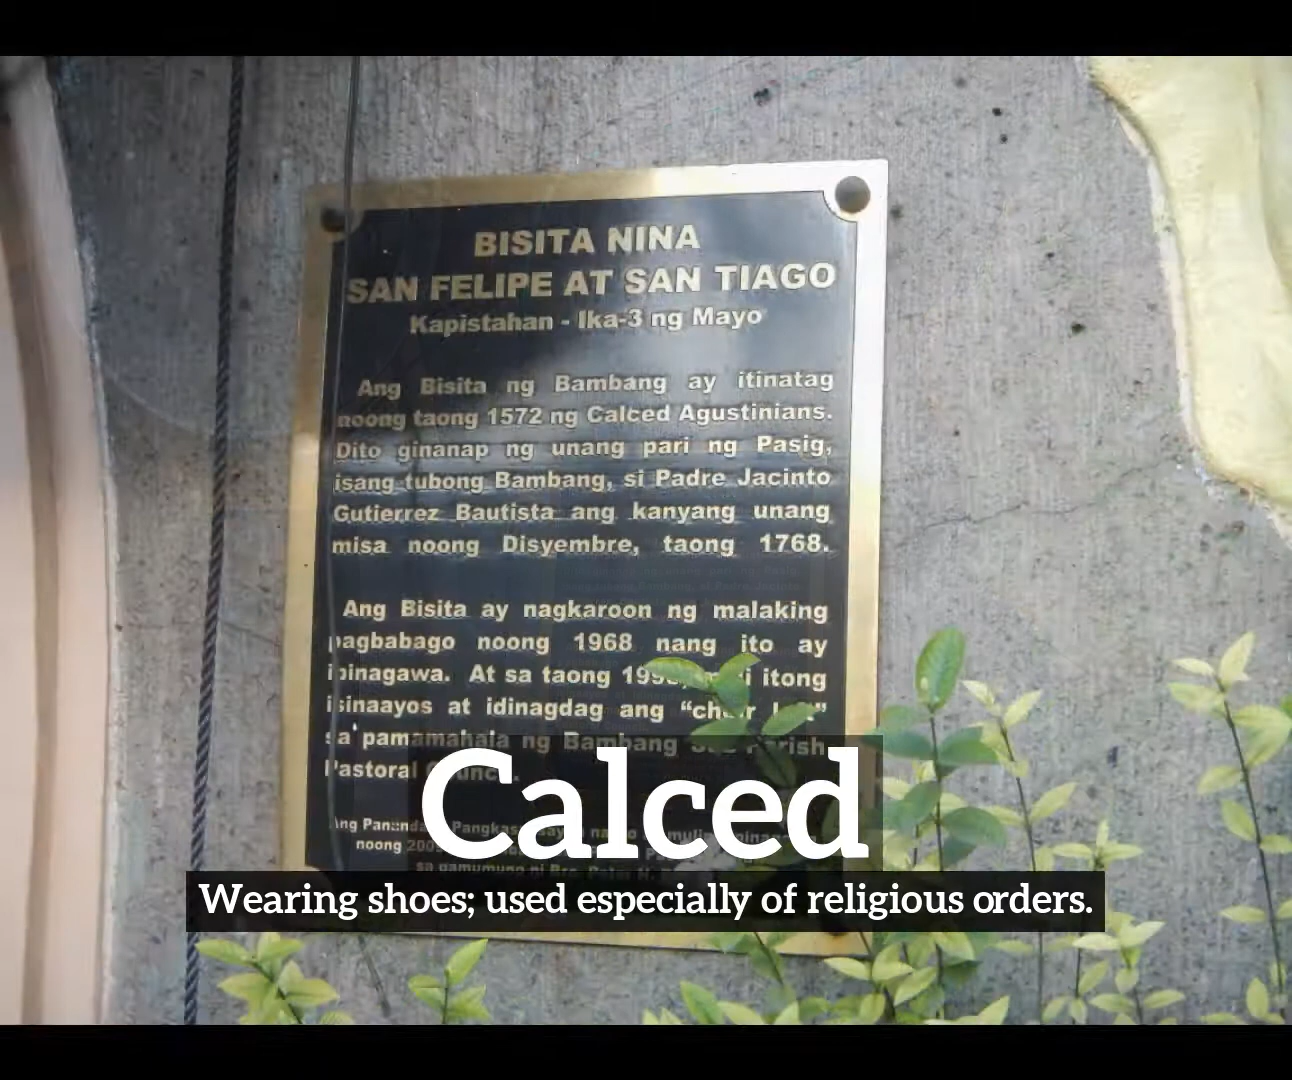 BISITA NINA
SAN FELIPE AT SAN TIAGO
Kapistahan - Ika-3 ng Mayo
Ang Bisita ng Bambang ay itinatag
noong taong 1572 ng Calced Agustinians.
Dito ginanap ng unang pari ng Pasig,
isang tubong Bambang, si Padre Jacinto
Gutierrez Bautista ang kanyang unang
misa noong Disyembre, taong 1768.
Ang Bisita ay nagkaroon ng malaking
pagbabago noong 1968 nang ito ay
ipinagawa. At sa taong itong
isinaayos at idinagdag ang
sa pamamahala ng Bambang Parish
Pastoral
noong
Calced
Wearing shoes; used especially of religious orders.